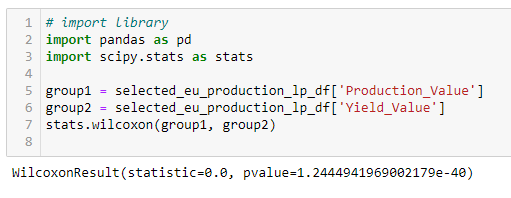 1 # import library
2 import pandas as pd
3 import scipy.stats as stats
4
5 group1 = selected_eu_production_lp_df['Production_Value']
6 group2 = selected_eu_production_lp_df['Yield_Value']
7 stats.wilcoxon(group1, group2)
8
WilcoxonResult(statistic=0.0, pvalue=1.2444941969002179e-40)